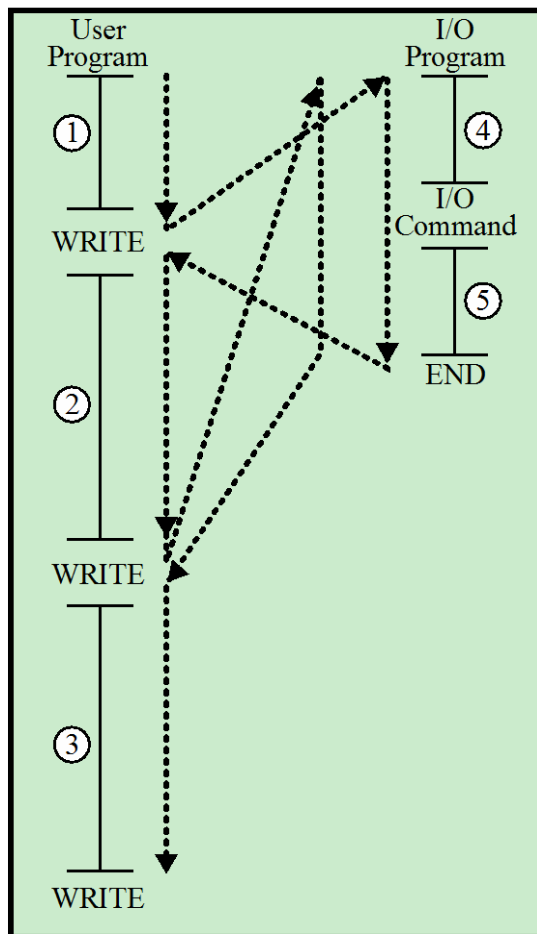 User
Program
1
WRITE
2
WRITE
3
WRITE
I/O
Program
4
I/O
Command
5
END